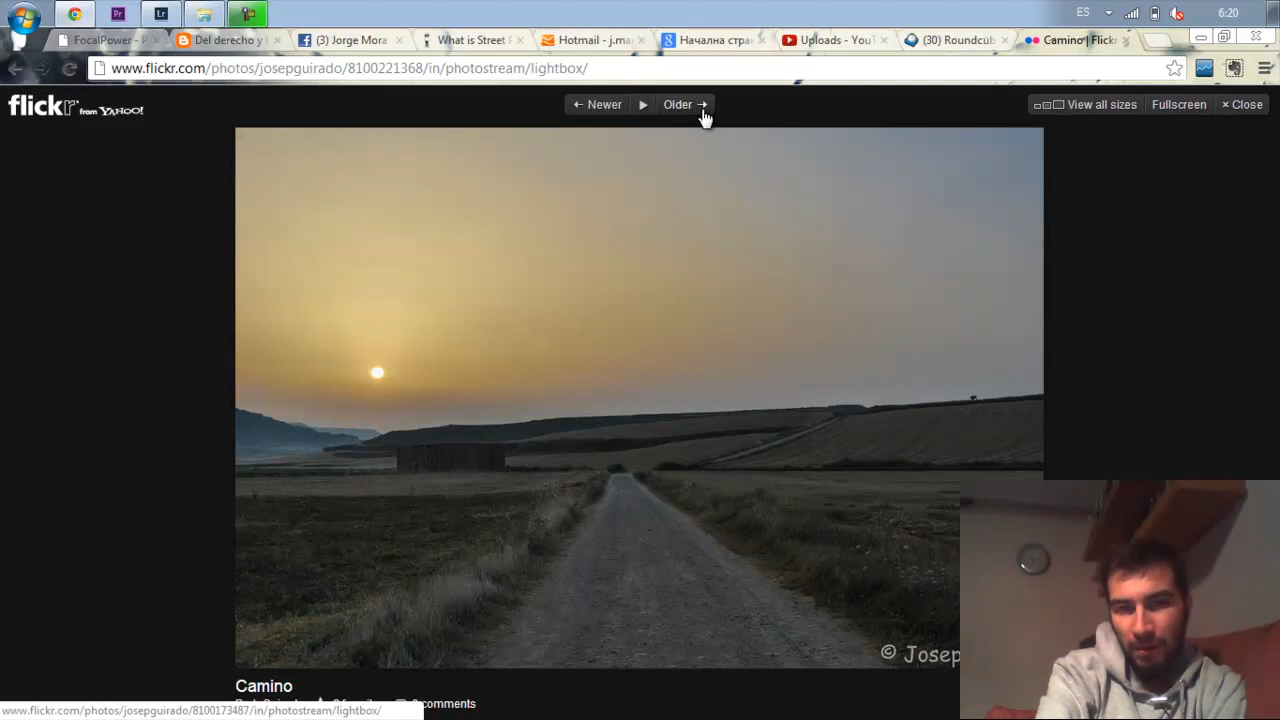 ES 6:20
FocalPower - P
Del derecho y l
(3) Jorge Mora
What is Street P
Hotmail - j.ma
Начална стра
Uploads - YouT
(30) Roundcub
Camino | Flickr
www.flickr.com/photos/josepguirado/8100221368/in/photostream/lightbox/
flickr from YAHOO!
← Newer
Older →
View all sizes
Fullscreen
× Close
© Josep
Camino
comments
www.flickr.com/photos/josepguirado/8100173487/in/photostream/lightbox/